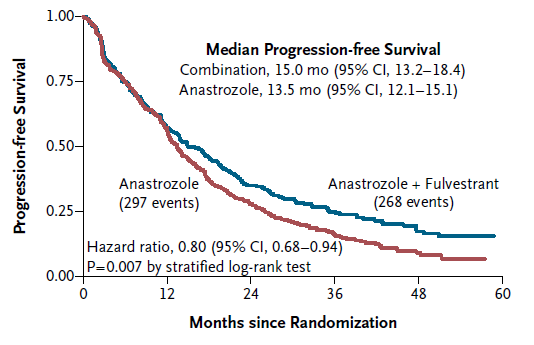 Median Progression-free Survival
Combination, 15.0 mo (95% CI, 13.2–18.4)
Anastrozole, 13.5 mo (95% CI, 12.1–15.1)
Progression-free Survival
1.00
0.75
0.50
0.25
0.00
Anastrozole
(297 events)
Anastrozole + Fulvestrant
(268 events)
Hazard ratio, 0.80 (95% CI, 0.68–0.94)
P=0.007 by stratified log-rank test
0
12
24
36
48
60
Months since Randomization